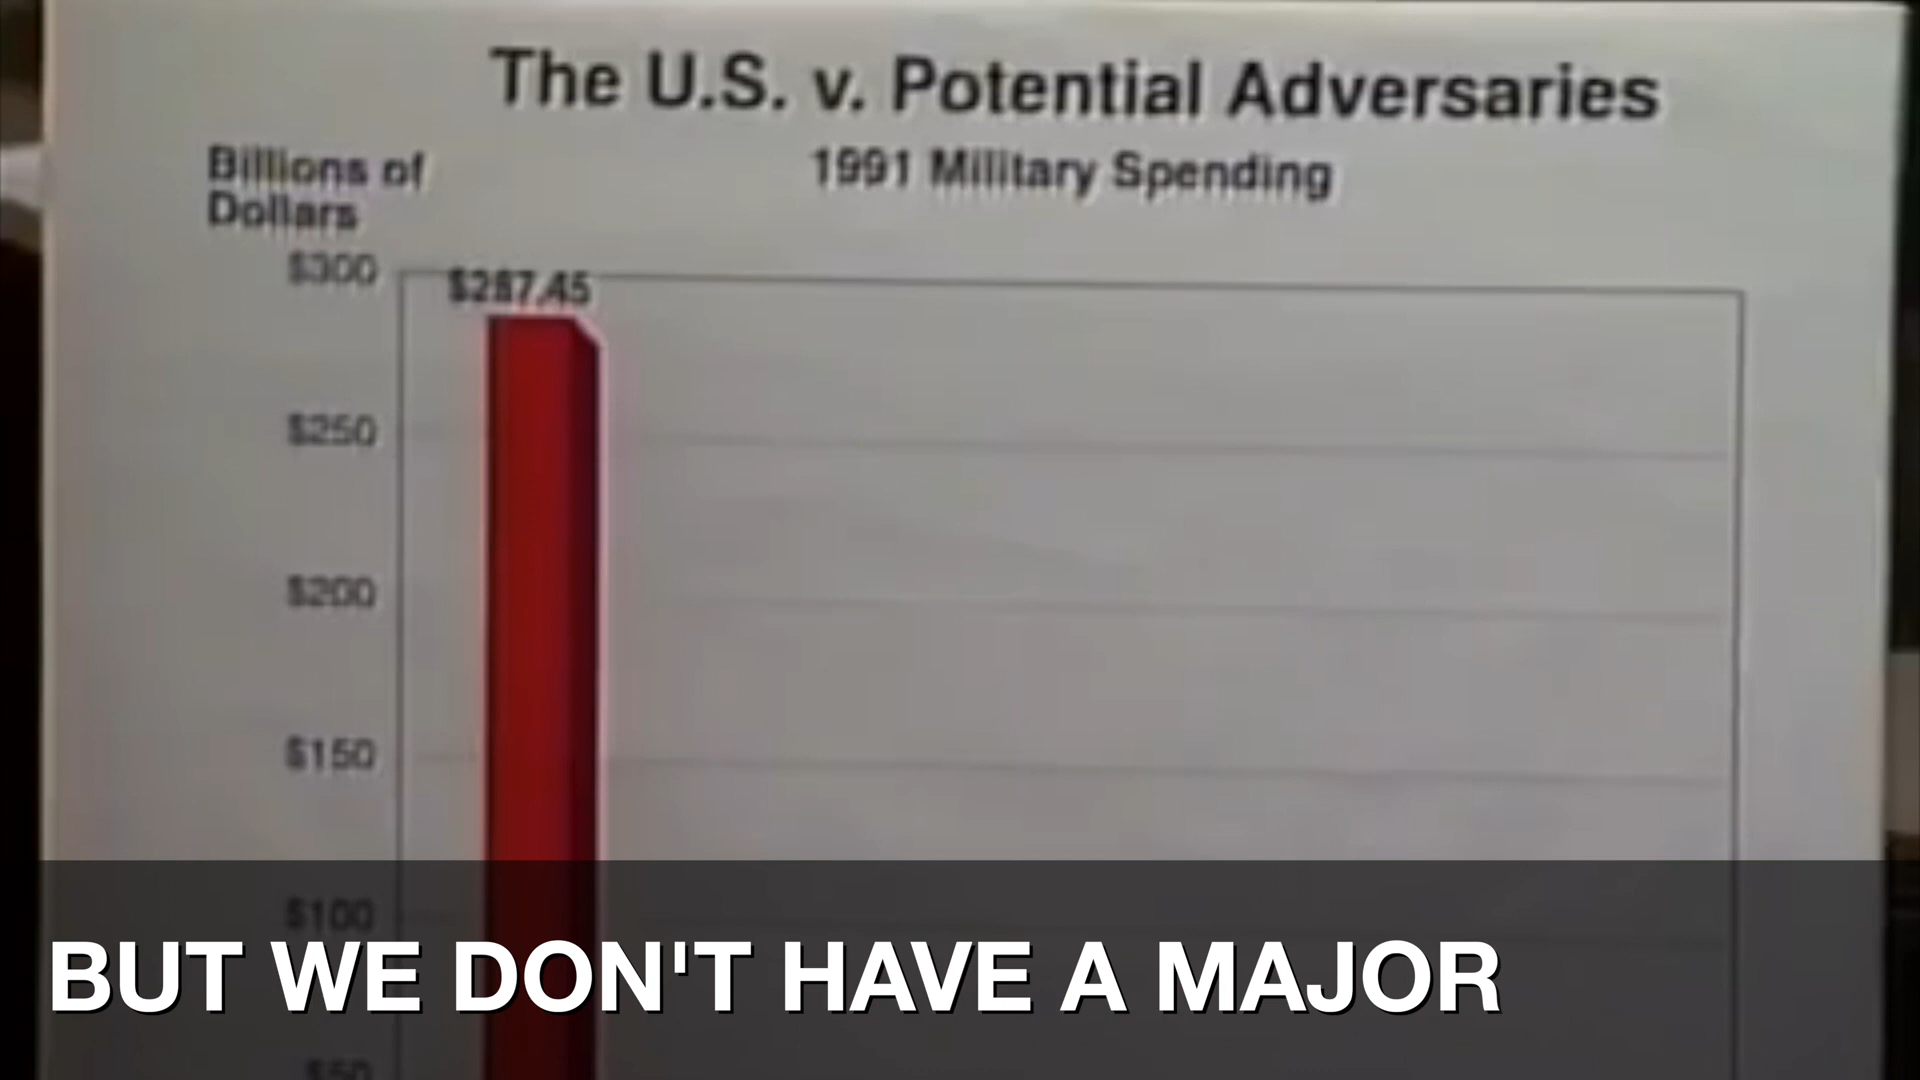 The U.S. v. Potential Adversaries
1991 Military Spending
Billions of
Dollars
$300
$287.45
$250
$200
$150
$100
$50
BUT WE DON'T HAVE A MAJOR